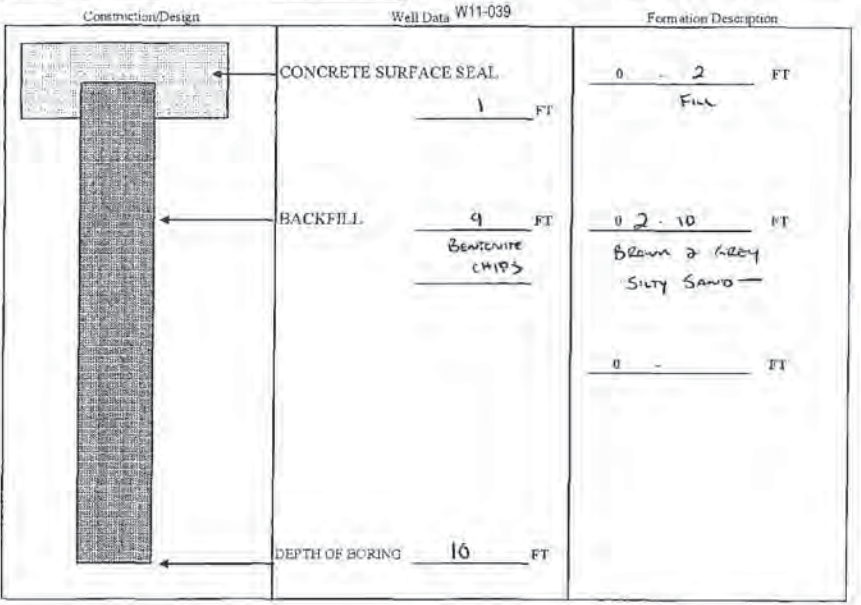 Construction/Design
Well Data W11-039
Formation Description
CONCRETE SURFACE SEAL
1 FT
0 - 2 FT
FILL
BACKFILL 9 FT
BENTONITE
CHIPS
0 2 - 10 FT
BROWN & GREY
SILTY SAND —
0 - FT
DEPTH OF BORING FT